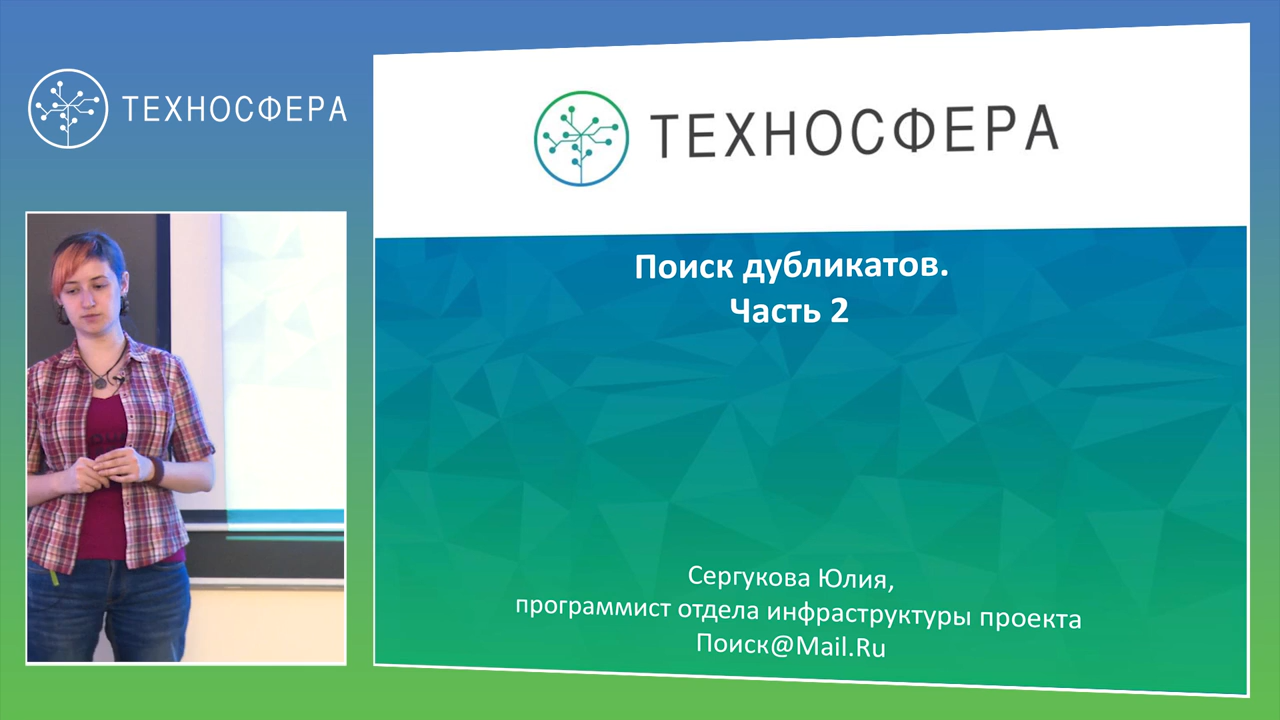 ТЕХНОСФЕРА
ТЕХНОСФЕРА
Поиск дубликатов.
Часть 2
Сергукова Юлия,
программист отдела инфраструктуры проекта
Поиск@Mail.Ru